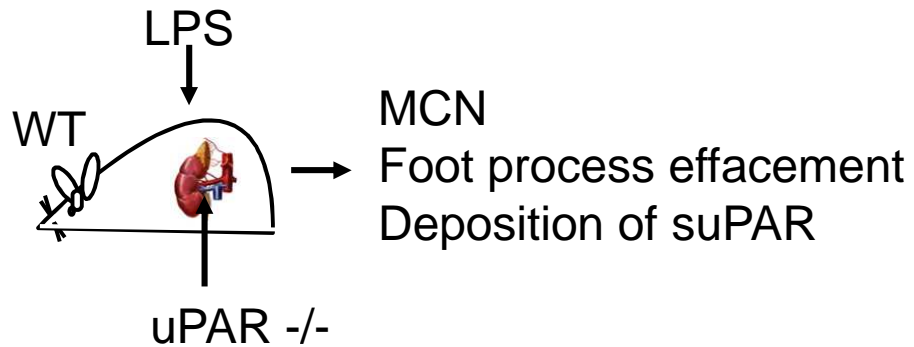 LPS
WT
MCN
Foot process effacement
Deposition of suPAR
uPAR -/-